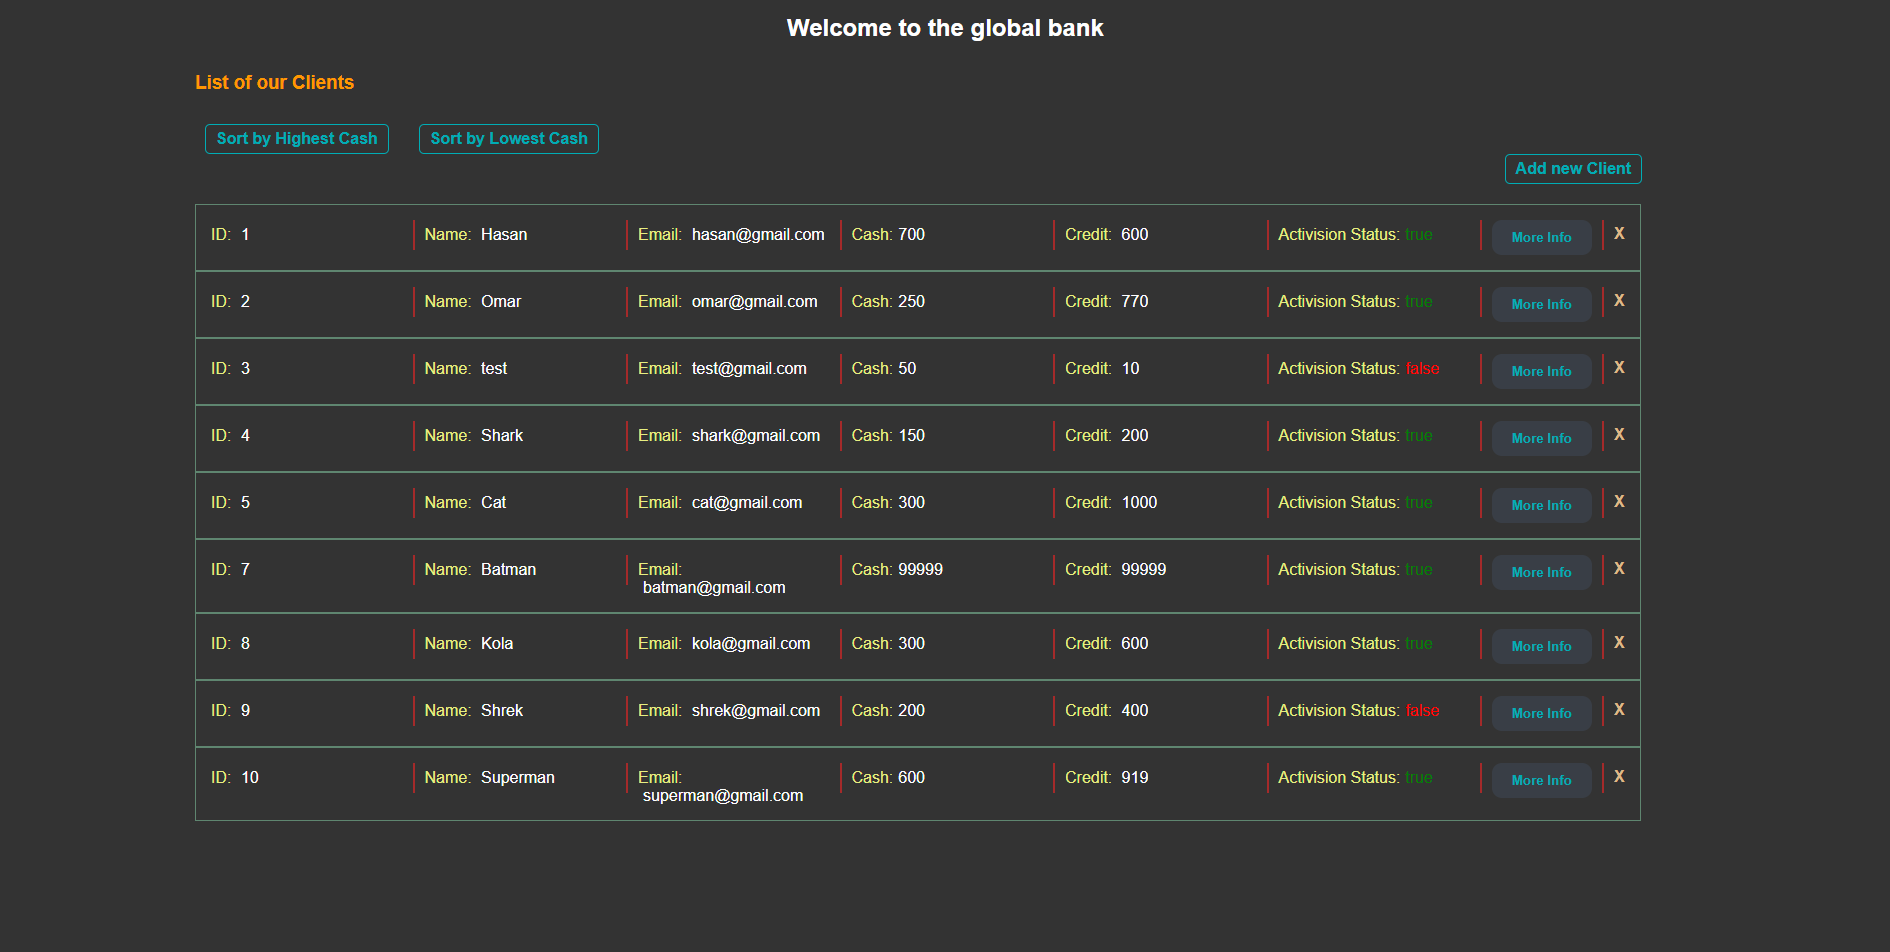 Welcome to the global bank
List of our Clients
Sort by Highest Cash Sort by Lowest Cash
Add new Client
ID: 1 Name: Hasan Email: hasan@gmail.com Cash: 700 Credit: 600 Activision Status: true More Info X
ID: 2 Name: Omar Email: omar@gmail.com Cash: 250 Credit: 770 Activision Status: true More Info X
ID: 3 Name: test Email: test@gmail.com Cash: 50 Credit: 10 Activision Status: false More Info X
ID: 4 Name: Shark Email: shark@gmail.com Cash: 150 Credit: 200 Activision Status: true More Info X
ID: 5 Name: Cat Email: cat@gmail.com Cash: 300 Credit: 1000 Activision Status: true More Info X
ID: 7 Name: Batman Email: Cash: 99999 Credit: 99999 Activision Status: true More Info X
batman@gmail.com
ID: 8 Name: Kola Email: kola@gmail.com Cash: 300 Credit: 600 Activision Status: true More Info X
ID: 9 Name: Shrek Email: shrek@gmail.com Cash: 200 Credit: 400 Activision Status: false More Info X
ID: 10 Name: Superman Email: Cash: 600 Credit: 919 Activision Status: true More Info X
superman@gmail.com